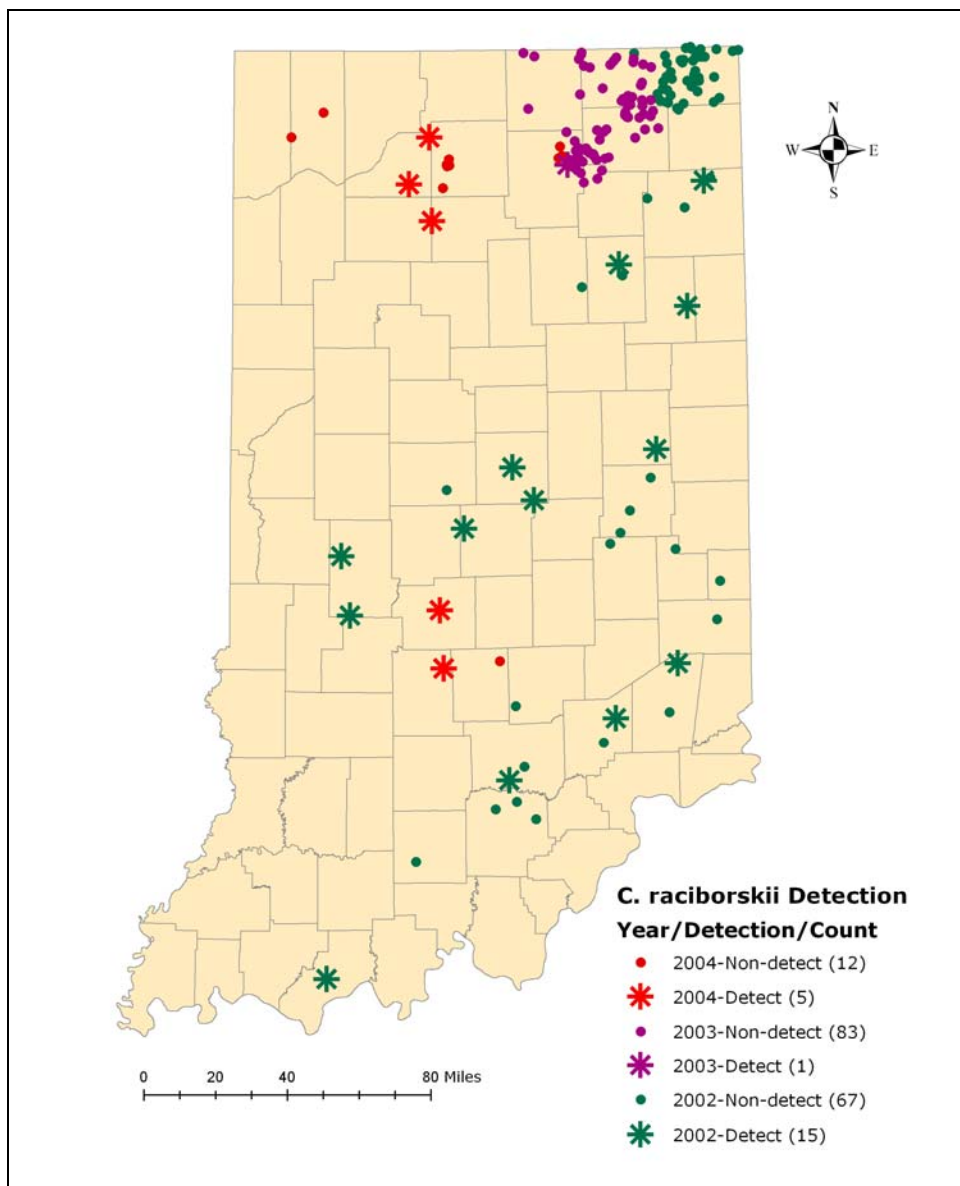 N
W E
S
C. raciborskii Detection
Year/Detection/Count
2004-Non-detect (12)
2004-Detect (5)
2003-Non-detect (83)
2003-Detect (1)
2002-Non-detect (67)
2002-Detect (15)
0 20 40 80 Miles